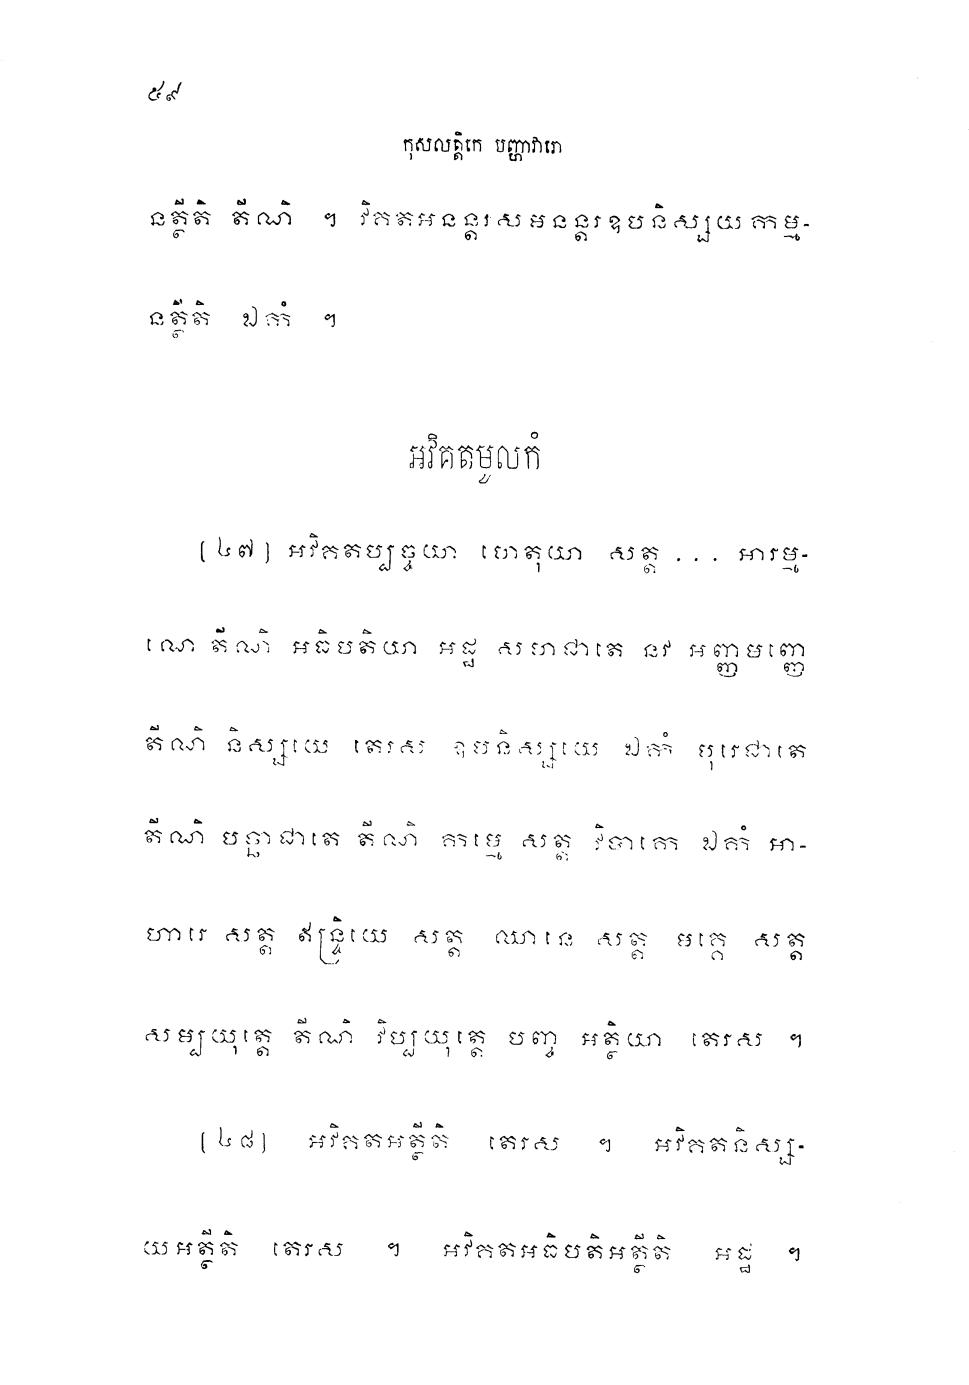 ៥៩
កុសលត្តិកេ បញ្ហាវារោ
នត្ថីតិ តីណិ ។ វិគតអនន្តរសមនន្តរឧបនិស្សយកម្ម-
នត្ថីតិ ឯកំ ។
អវិគតមូលកំ
(៤៧) អវិគតប្បច្ចយា ហេតុយា សត្ត ... អារម្ម-
ណេ តីណិ អធិបតិយា អដ្ឋ សហជាតេ នវ អញ្ញមញ្ញេ
តីណិ និស្សយេ តេរស ឧបនិស្សយេ ឯកំ បុរេជាតេ
តីណិ បច្ឆាជាតេ តីណិ កម្មេ សត្ត វិបាកេ ឯកំ អា-
ហារេ សត្ត ឥន្ទ្រិយេ សត្ត ឈានេ សត្ត មគ្គេ សត្ត
សម្បយុត្តេ តីណិ វិប្បយុត្តេ បញ្ច អត្ថិយា តេរស ។
(៤៨) អវិគតអត្ថីតិ តេរស ។ អវិគតនិស្ស-
យអត្ថីតិ តេរស ។ អវិគតអធិបតិអត្ថីតិ អដ្ឋ ។